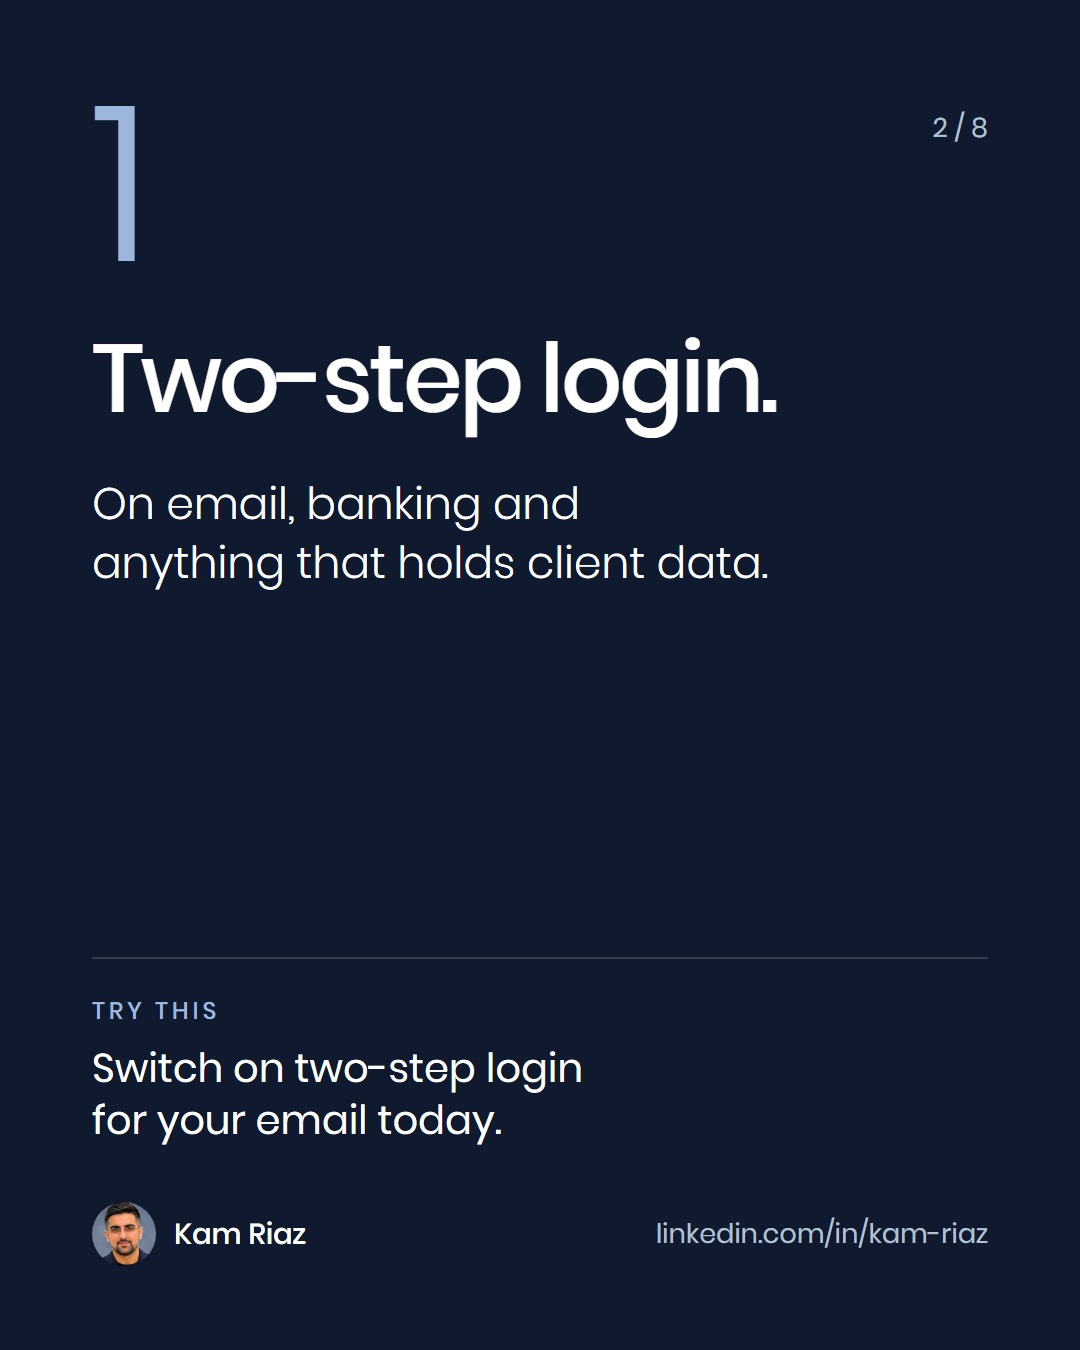 1
2 / 8
Two-step login.
On email, banking and
anything that holds client data.
TRY THIS
Switch on two-step login
for your email today.
Kam Riaz
linkedin.com/in/kam-riaz